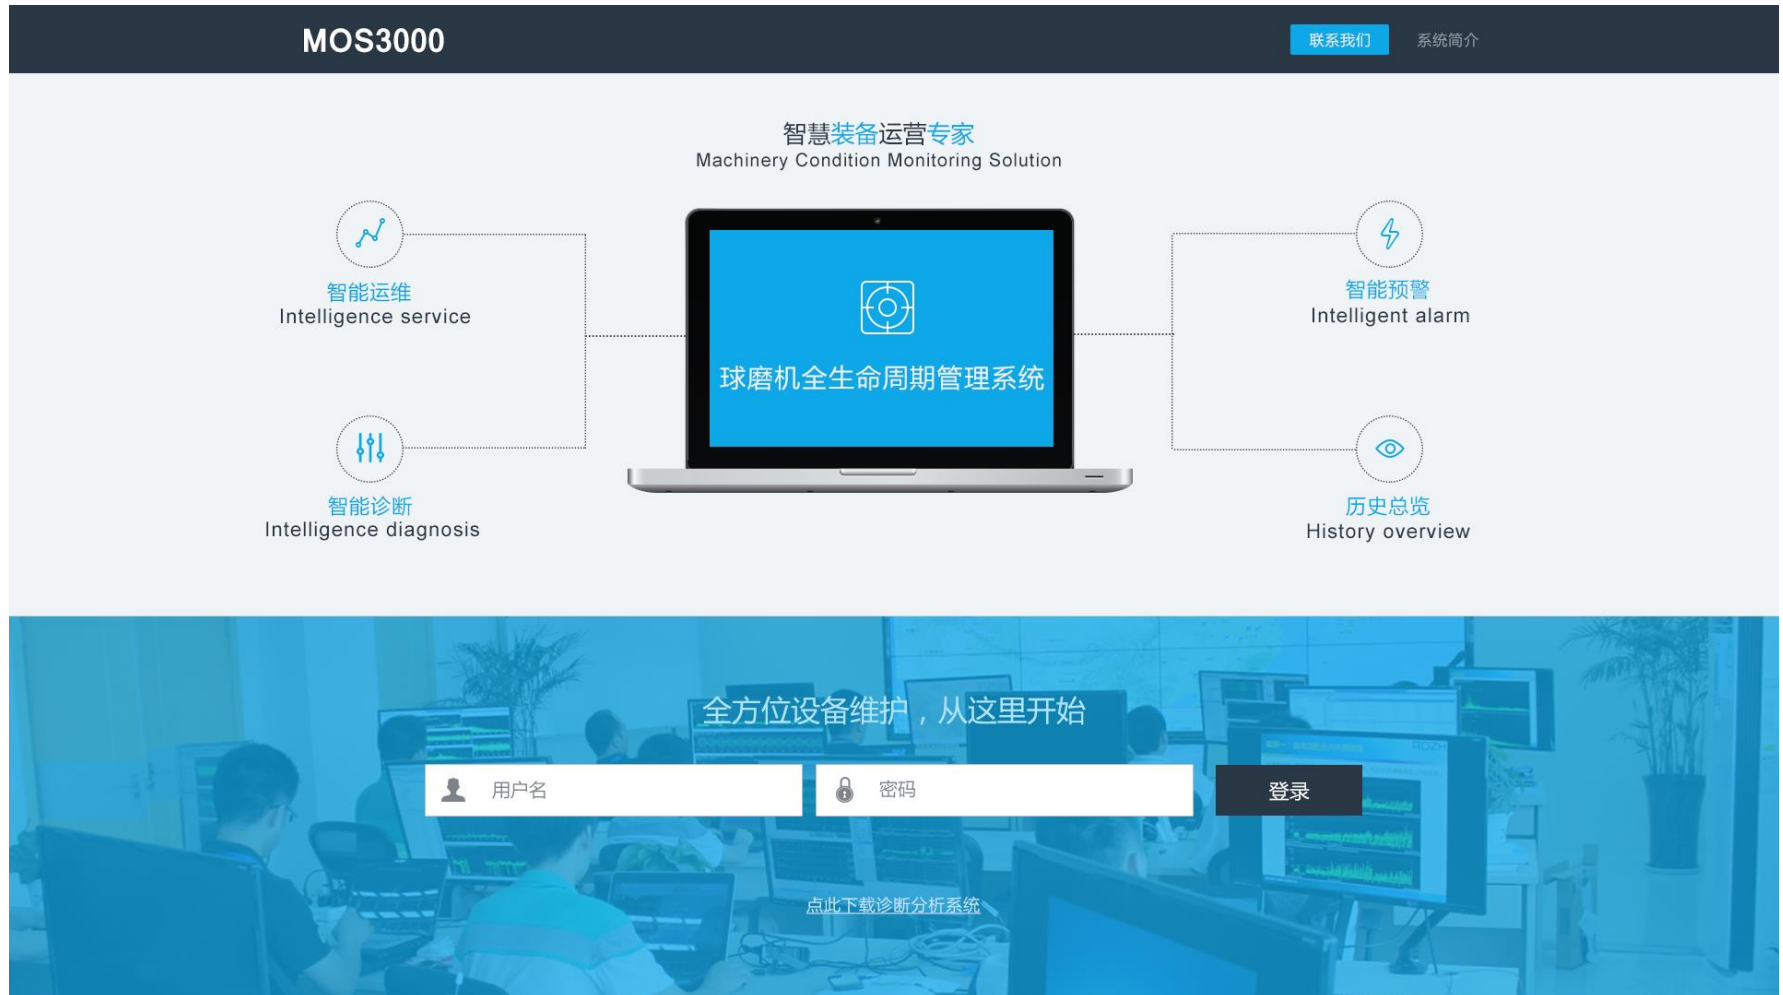 MOS3000
联系我们
系统简介
智慧装备运营专家
Machinery Condition Monitoring Solution
智能运维
Intelligence service
智能预警
Intelligent alarm
球磨机全生命周期管理系统
智能诊断
Intelligence diagnosis
历史总览
History overview
全方位设备维护，从这里开始
RDZH
用户名
密码
登录
点此下载诊断分析系统